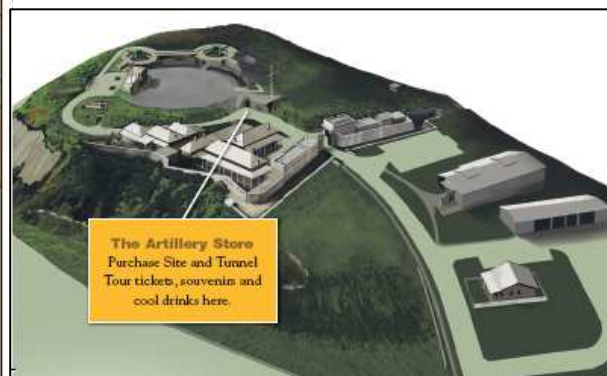 The Artillery Store
Purchase Site and Tunnel
Tour tickets, souvenirs and
cool drinks here.